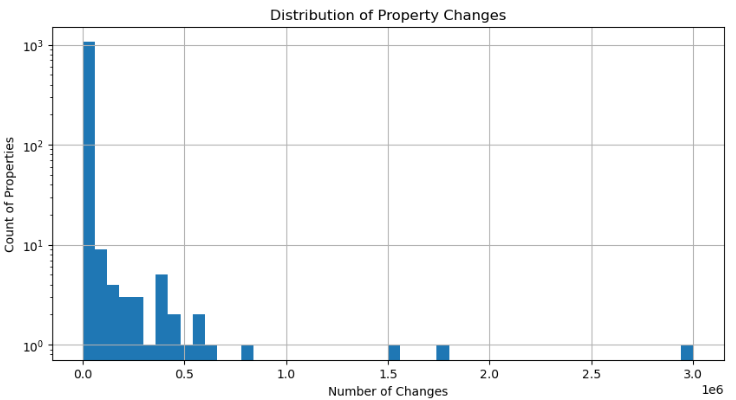 Distribution of Property Changes
Count of Properties
10³
10²
10¹
10⁰
0.0 0.5 1.0 1.5 2.0 2.5 3.0
1e6
Number of Changes